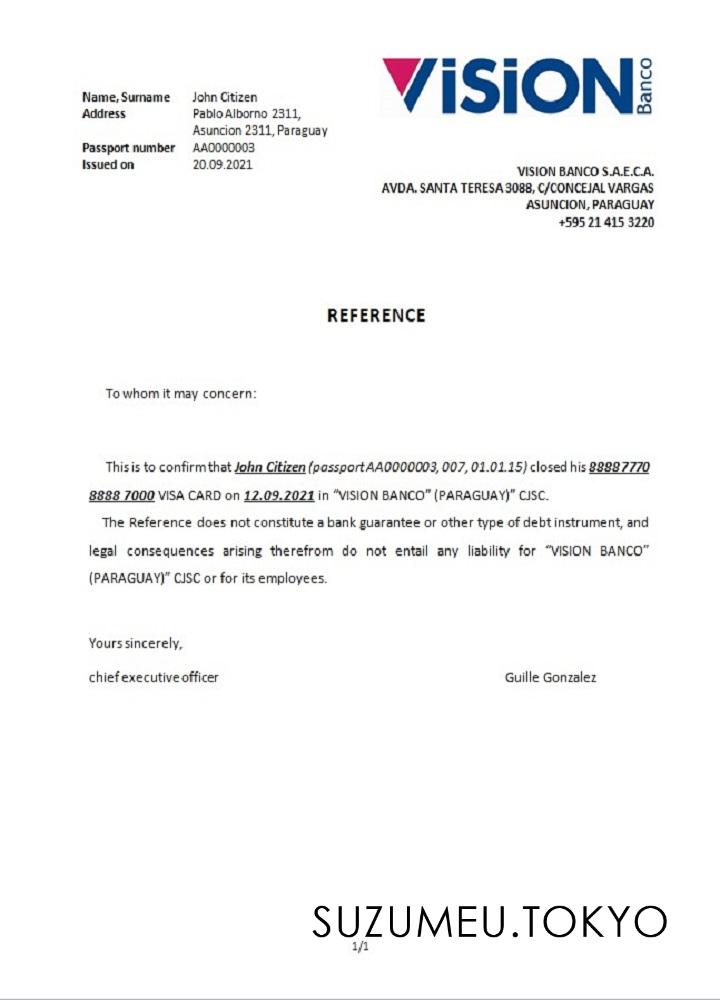 ViSiON Banco
Name, Surname John Citizen
Address Pablo Alborno 2311,
Asuncion 2311, Paraguay
Passport number AA0000003
Issued on 20.09.2021
VISION BANCO S.A.E.C.A.
AVDA. SANTA TERESA 3088, C/CONCEJAL VARGAS
ASUNCION, PARAGUAY
+595 21 415 3220
REFERENCE
To whom it may concern:
This is to confirm that John Citizen (passport AA0000003, 007, 01.01.15) closed his 8888 7770
8888 7000 VISA CARD on 12.09.2021 in “VISION BANCO” (PARAGUAY)” CJSC.
The Reference does not constitute a bank guarantee or other type of debt instrument, and
legal consequences arising therefrom do not entail any liability for “VISION BANCO”
(PARAGUAY)” CJSC or for its employees.
Yours sincerely,
chief executive officer Guille Gonzalez
SUZUMEU.TOKYO
1/1